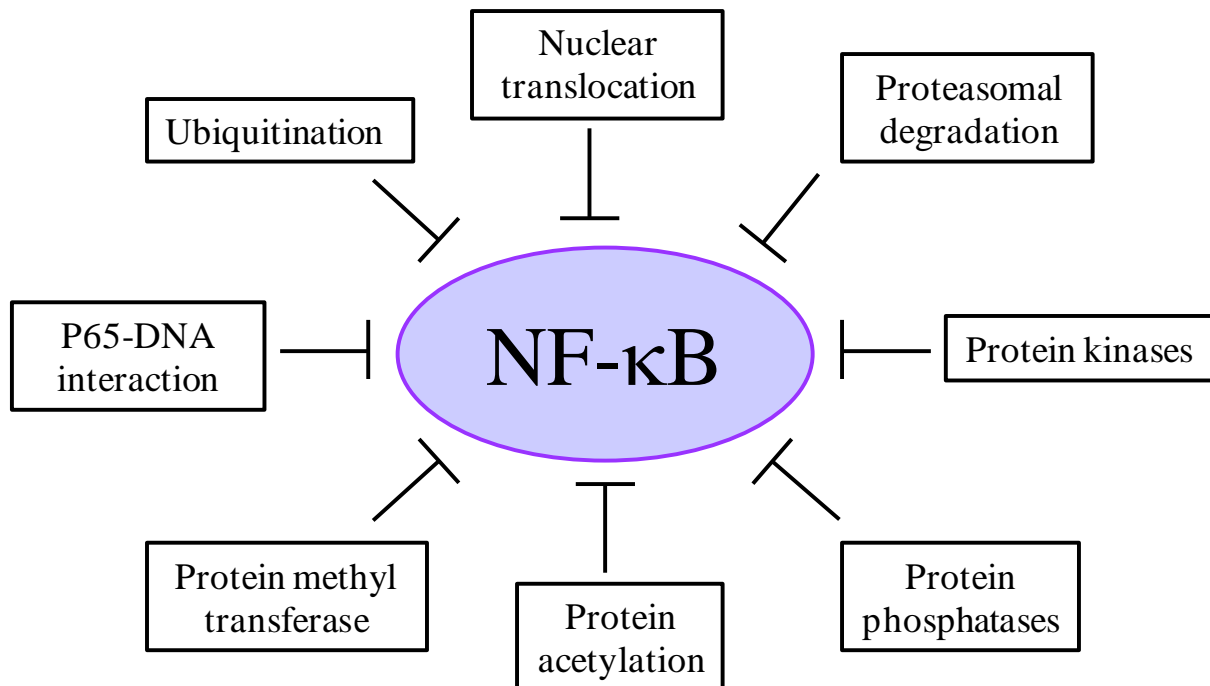 Nuclear
translocation
Ubiquitination
Proteasomal
degradation
P65-DNA
interaction
NF-κB
Protein kinases
Protein methyl
transferase
Protein
acetylation
Protein
phosphatases